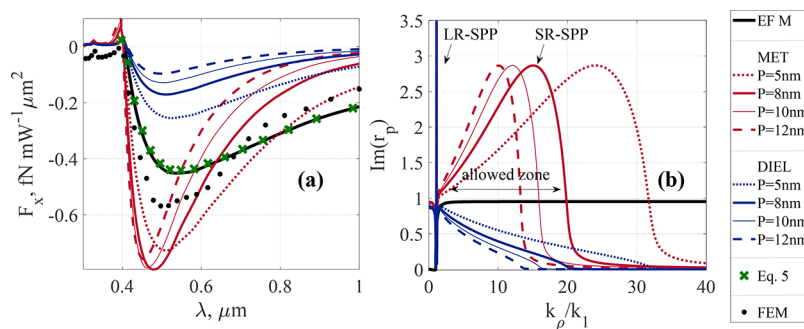 0
-0.2
-0.4
-0.6
F_x, fN mW⁻¹μm²
0.4 0.6 0.8 1
λ, μm
(a)
3.5
3
2.5
2
1.5
1
0.5
0
Im(r_p)
LR-SPP SR-SPP
allowed zone
(b)
0 10 20 30 40
k_ρ/k_1
EF M
MET
P=5nm
P=8nm
P=10nm
P=12nm
DIEL
P=5nm
P=8nm
P=10nm
P=12nm
Eq. 5
FEM